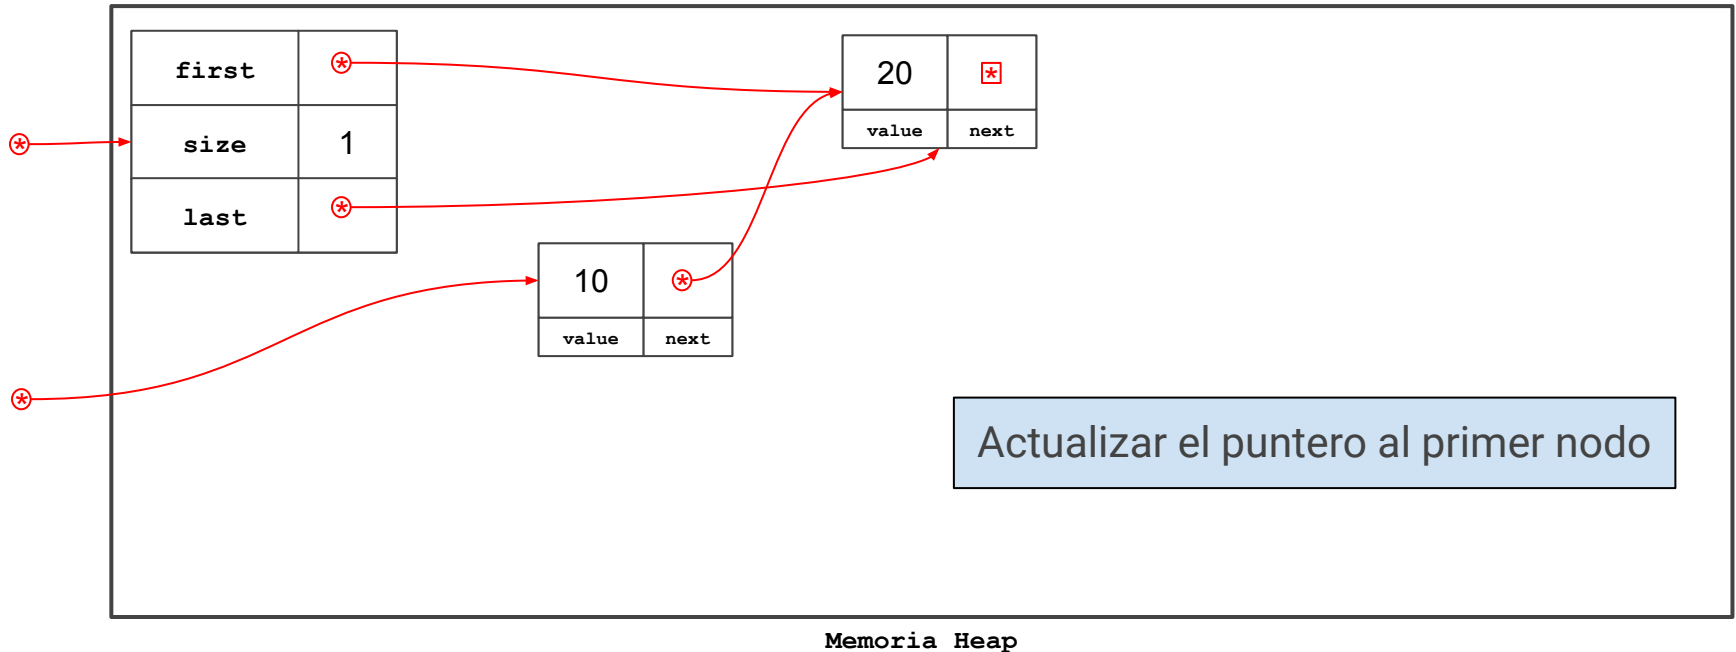 first
size 1
last
20 *
value next
10 *
value next
Actualizar el puntero al primer nodo
Memoria Heap